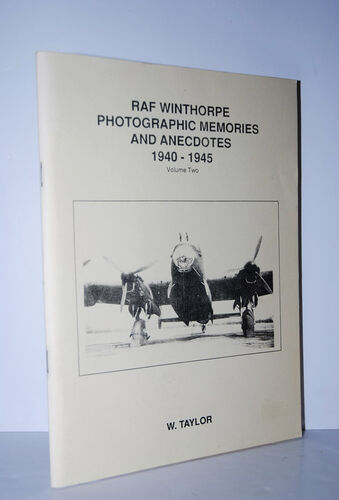 RAF WINTHORPE
PHOTOGRAPHIC MEMORIES
AND ANECDOTES
1940 - 1945
Volume Two
W. TAYLOR